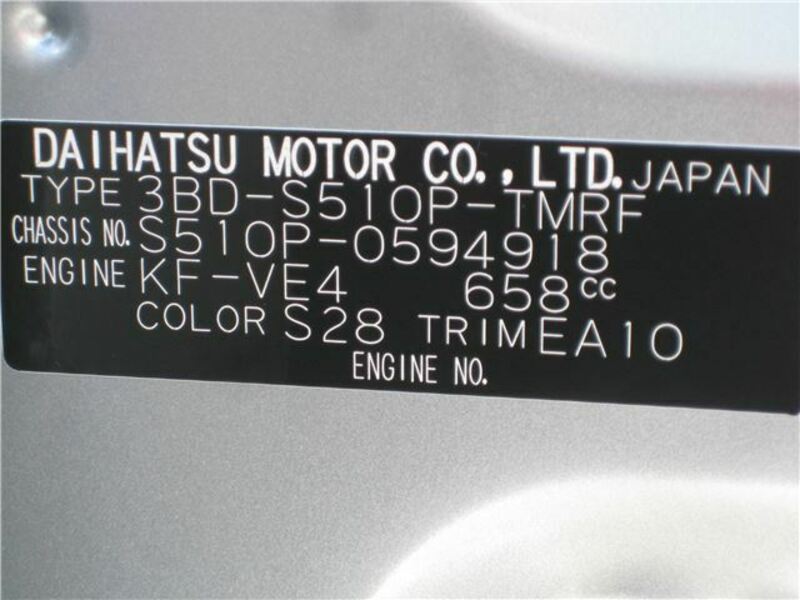 DAIHATSU MOTOR CO., LTD. JAPAN
TYPE 3BD-S510P-TMRF
CHASSIS NO. S510P-0594918
ENGINE KF-VE4 658cc
COLOR S28 TRIM EA10
ENGINE NO.